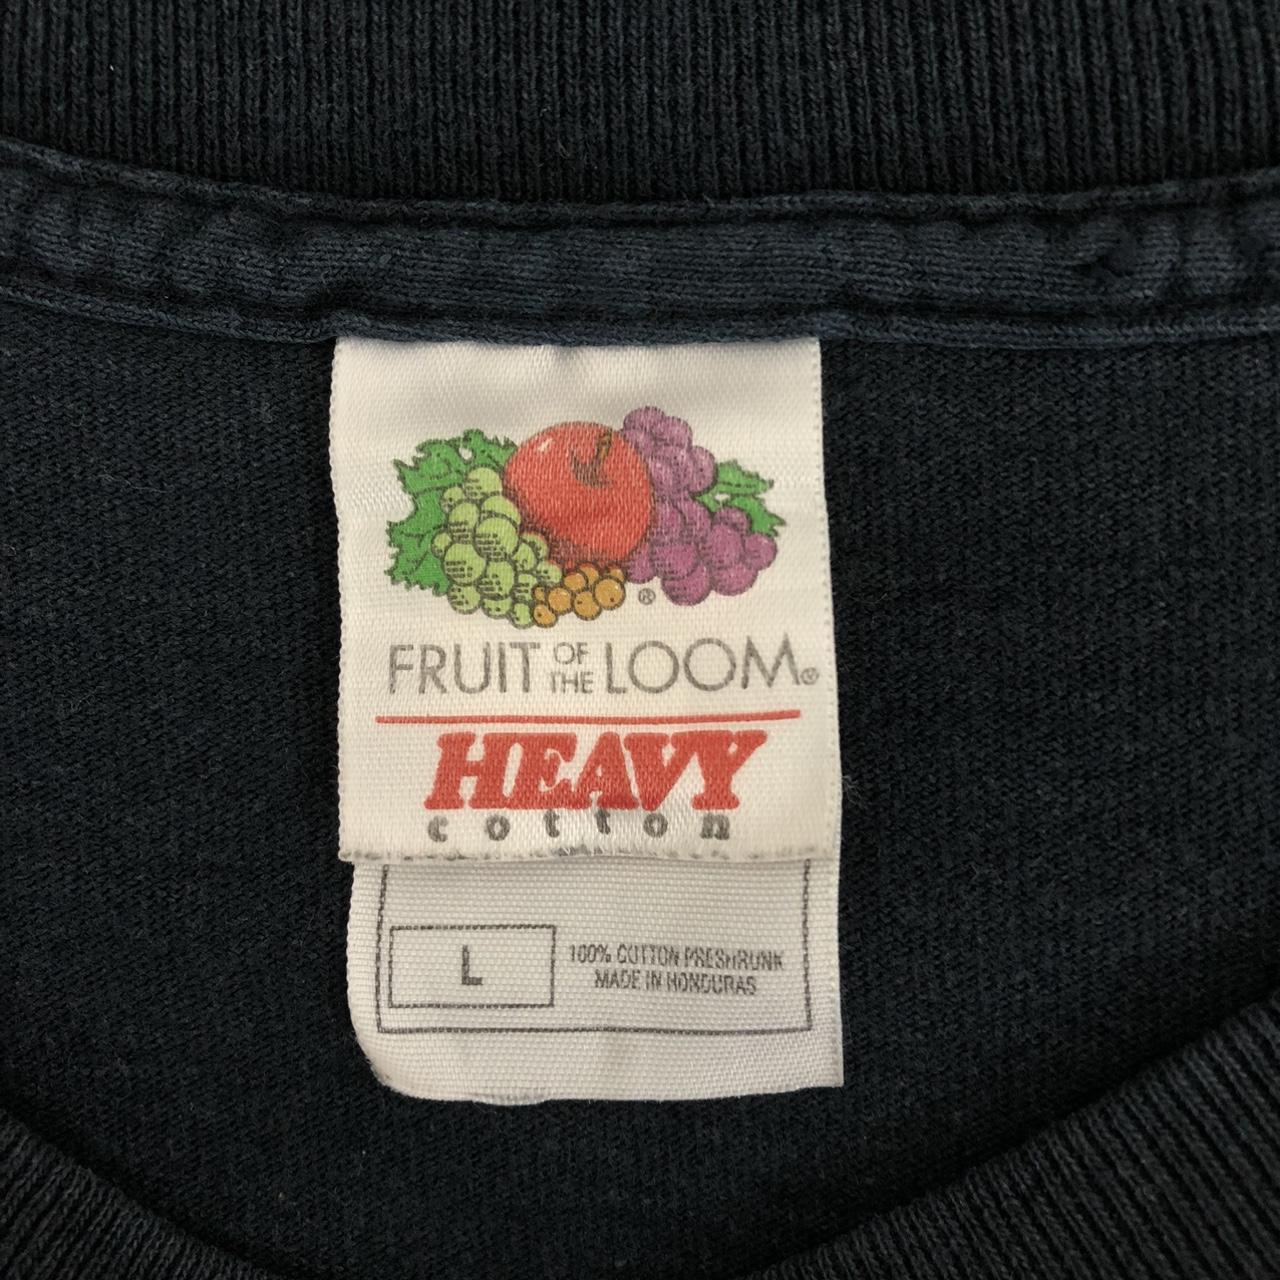 ®
FRUIT OF THE LOOM®
HEAVY
cotton
L
100% COTTON PRESHRUNK
MADE IN HONDURAS